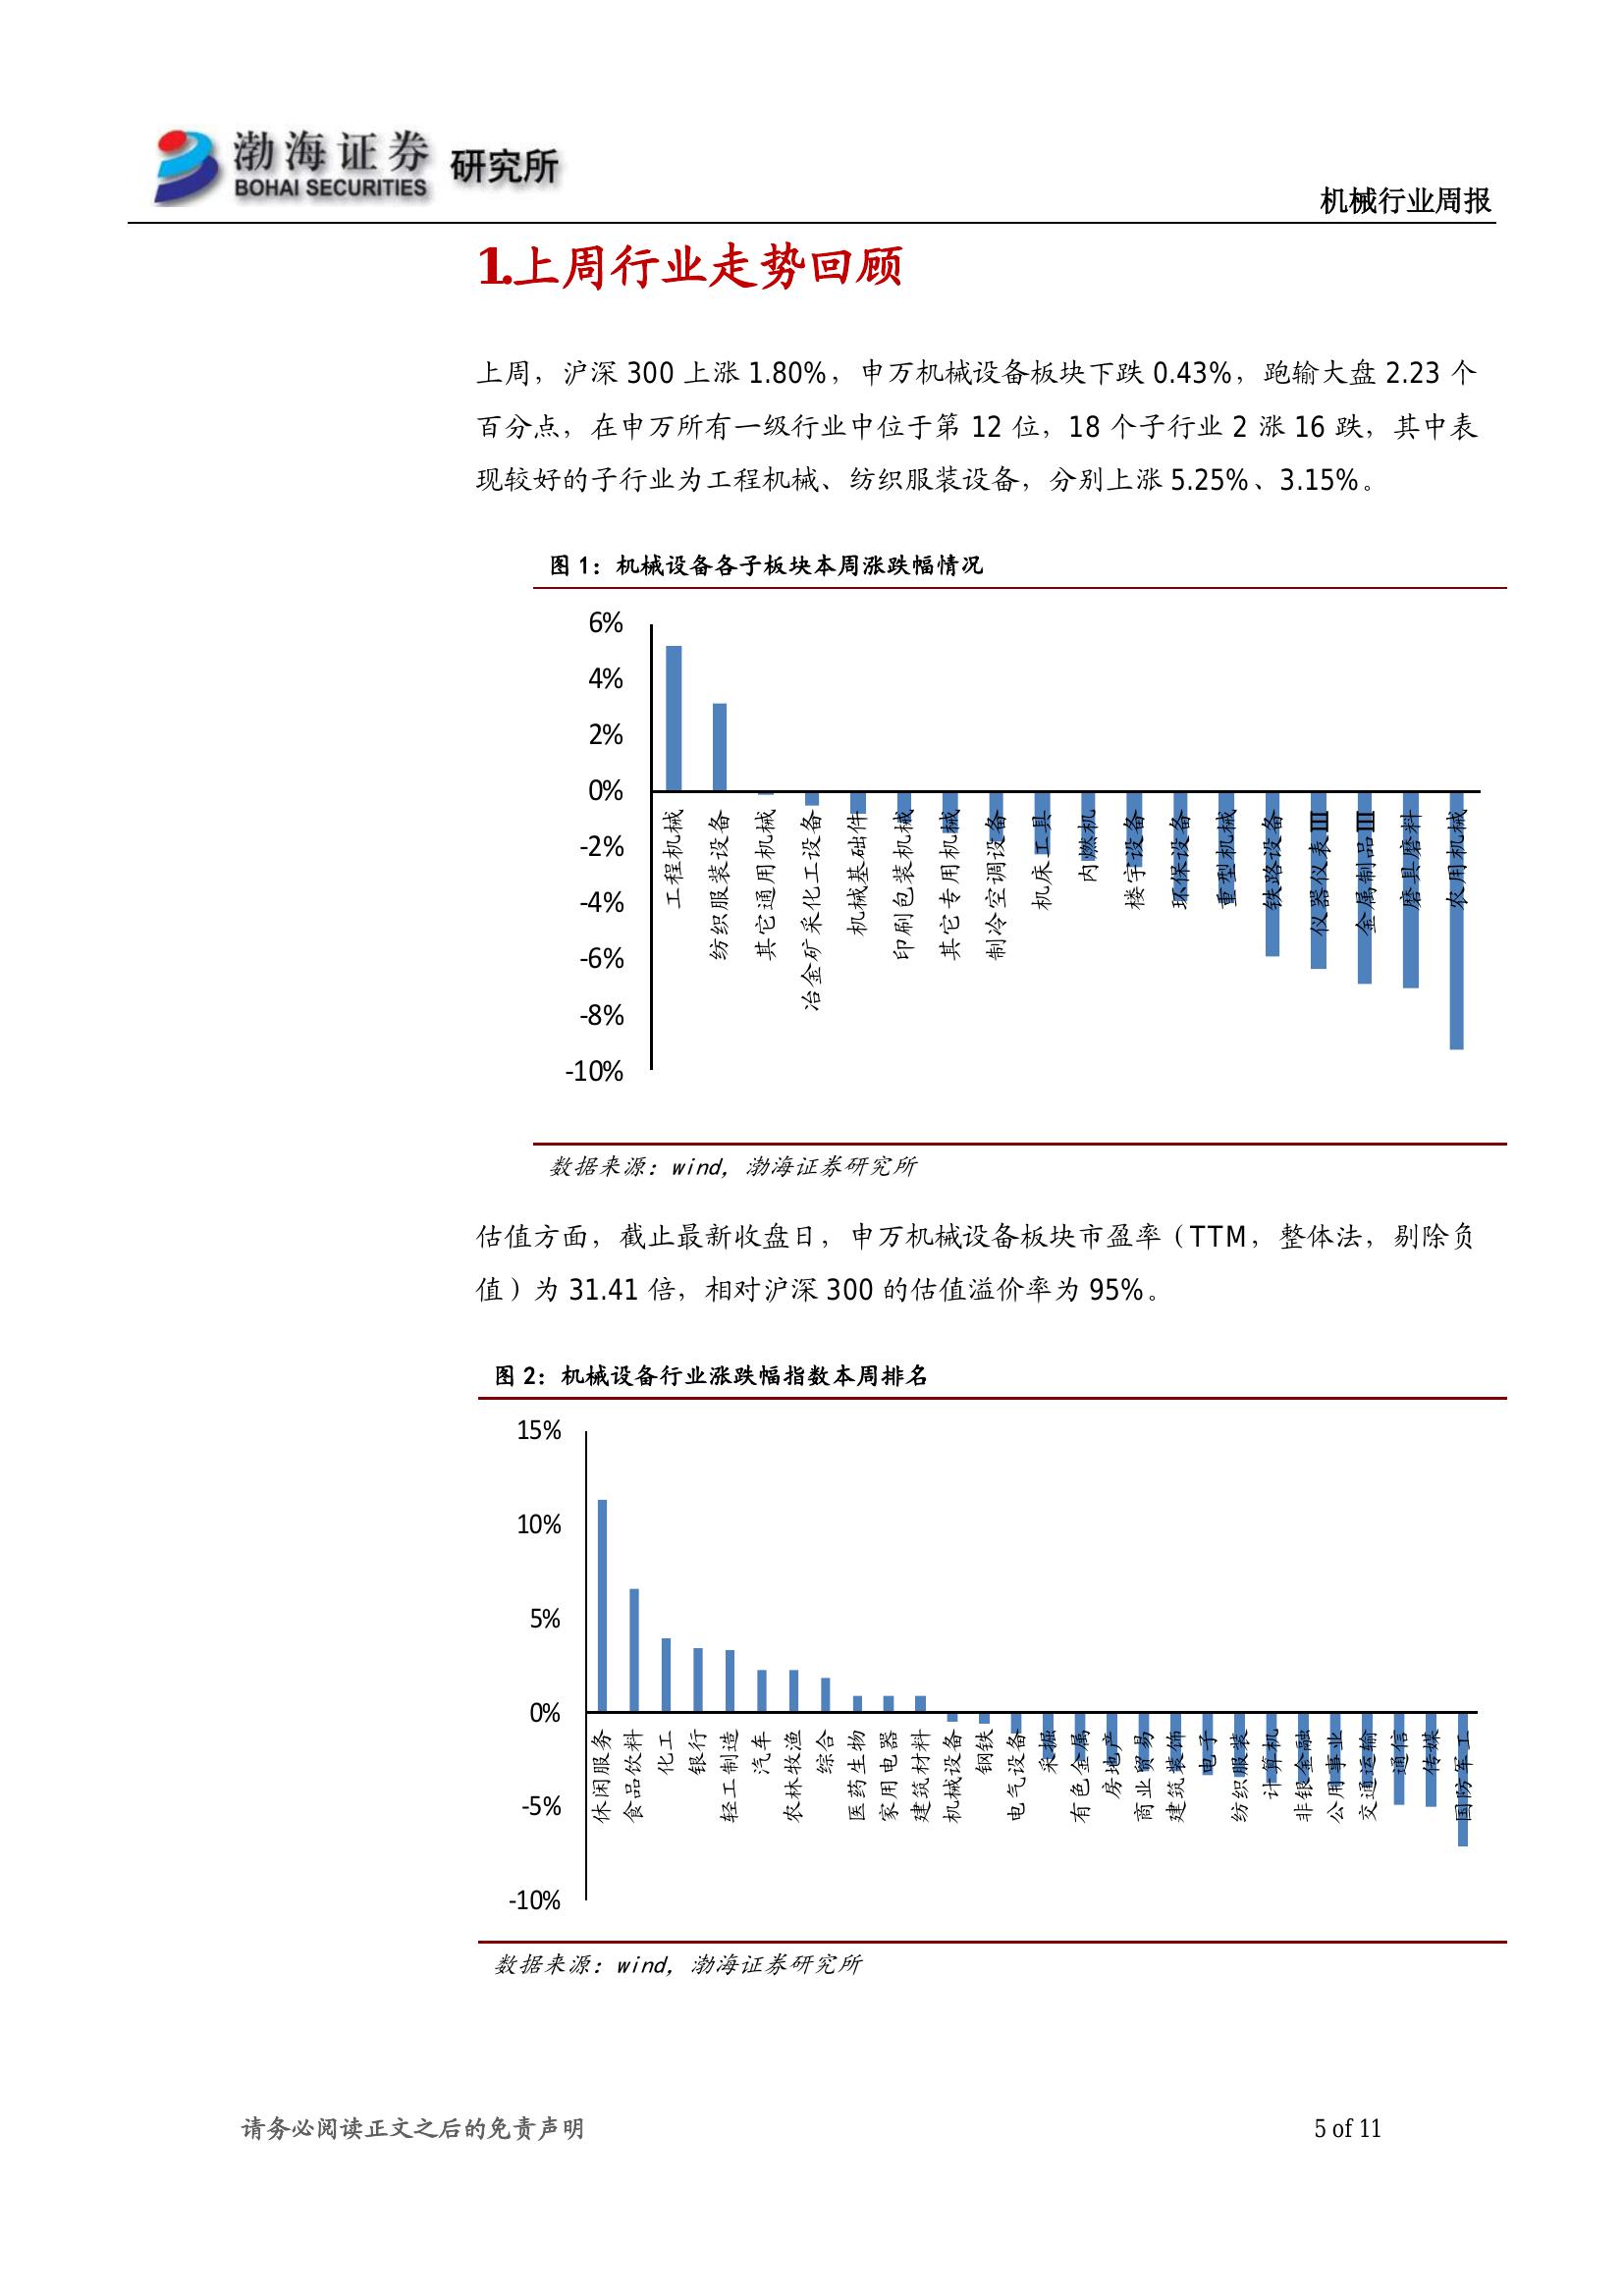 渤海证券 研究所
BOHAI SECURITIES
机械行业周报
1.上周行业走势回顾
上周，沪深 300 上涨 1.80%，申万机械设备板块下跌 0.43%，跑输大盘 2.23 个
百分点，在申万所有一级行业中位于第 12 位，18 个子行业 2 涨 16 跌，其中表
现较好的子行业为工程机械、纺织服装设备，分别上涨 5.25%、3.15%。
图 1：机械设备各子板块本周涨跌幅情况
6%
4%
2%
0%
-2%
-4%
-6%
-8%
-10%
工程机械
纺织服装设备
其它通用机械
冶金矿采化工设备
机械基础件
印刷包装机械
其它专用机械
制冷空调设备
机床工具
内燃机
楼宇设备
环保设备
重型机械
铁路设备
仪器仪表Ⅲ
金属制品Ⅲ
磨具磨料
农用机械
数据来源：wind，渤海证券研究所
估值方面，截止最新收盘日，申万机械设备板块市盈率（TTM，整体法，剔除负
值）为 31.41 倍，相对沪深 300 的估值溢价率为 95%。
图 2：机械设备行业涨跌幅指数本周排名
15%
10%
5%
0%
-5%
-10%
休闲服务
食品饮料
化工
银行
轻工制造
汽车
农林牧渔
综合
医药生物
家用电器
建筑材料
机械设备
钢铁
电气设备
采掘
有色金属
房地产
商业贸易
建筑装饰
电子
纺织服装
计算机
非银金融
公用事业
交通运输
通信
传媒
国防军工
数据来源：wind，渤海证券研究所
请务必阅读正文之后的免责声明
5 of 11